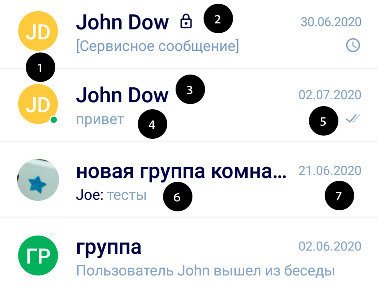 JD John Dow 2 30.06.2020
[Сервисное сообщение]
1
JD John Dow 3 02.07.2020
привет 4 5
новая группа комна... 21.06.2020
Joe: тесты 6 7
ГР группа 02.06.2020
Пользователь John вышел из беседы